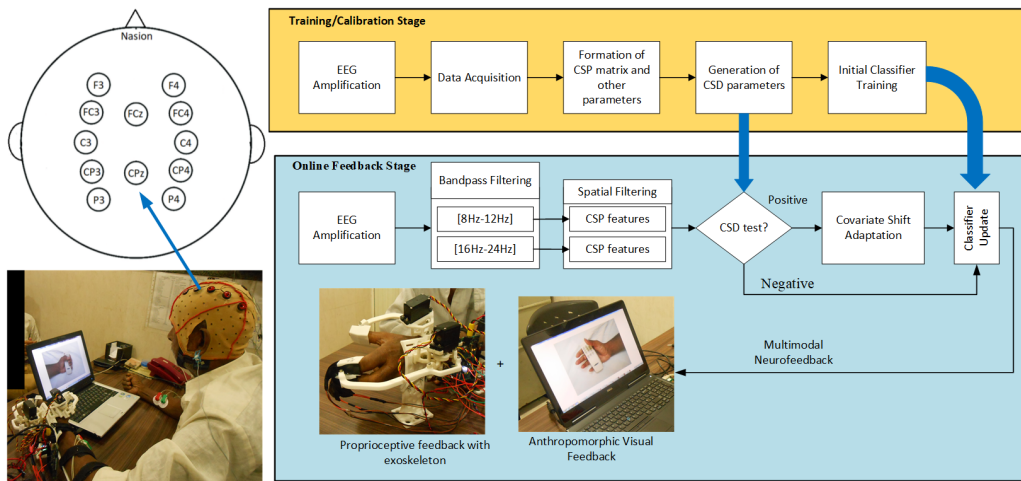 Nasion
F3
F4
FC3
FCz
FC4
C3
C4
CP3
CPz
CP4
P3
P4
Training/Calibration Stage
EEG
Amplification
Data Acquisition
Formation of
CSP matrix and
other
parameters
Generation of
CSD parameters
Initial Classifier
Training
Online Feedback Stage
EEG
Amplification
Bandpass Filtering
[8Hz-12Hz]
[16Hz-24Hz]
Spatial Filtering
CSP features
CSP features
CSD test?
Positive
Negative
Covariate Shift
Adaptation
Classifier
Update
Multimodal
Neurofeedback
+
Proprioceptive feedback with
exoskeleton
Anthropomorphic Visual
Feedback